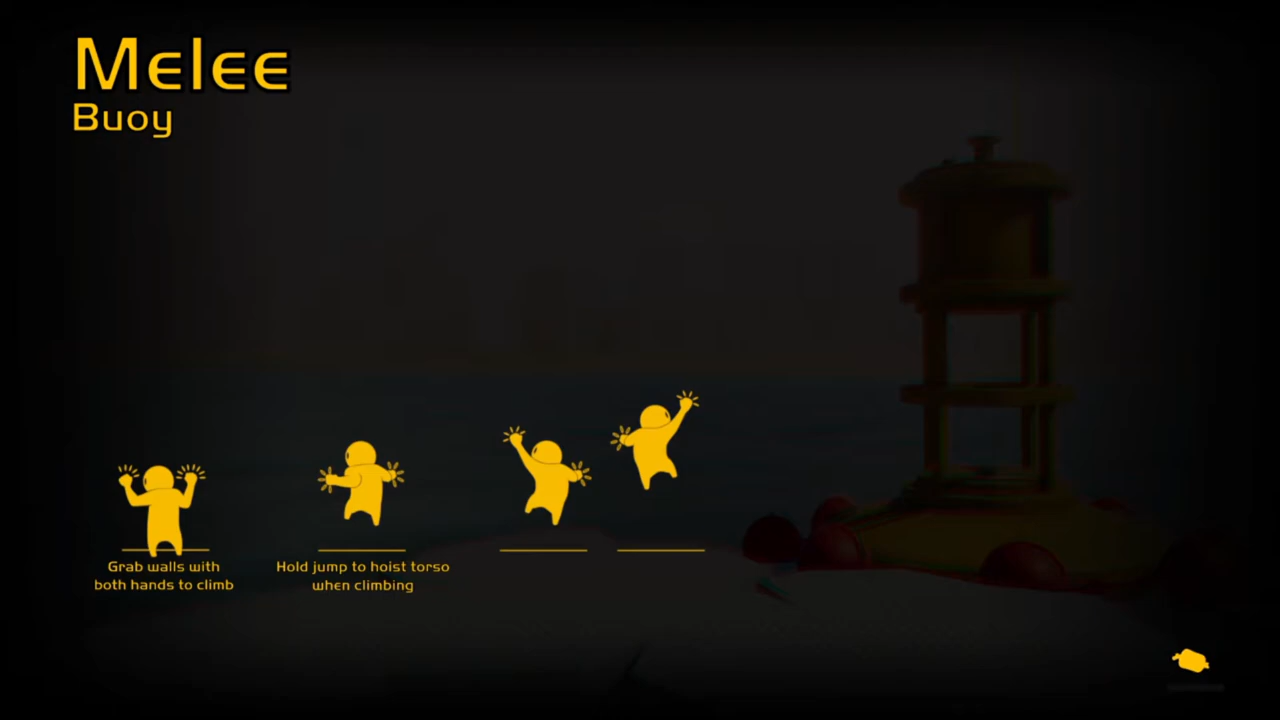 Melee
Buoy
Grab walls with
both hands to climb
Hold jump to hoist torso
when climbing